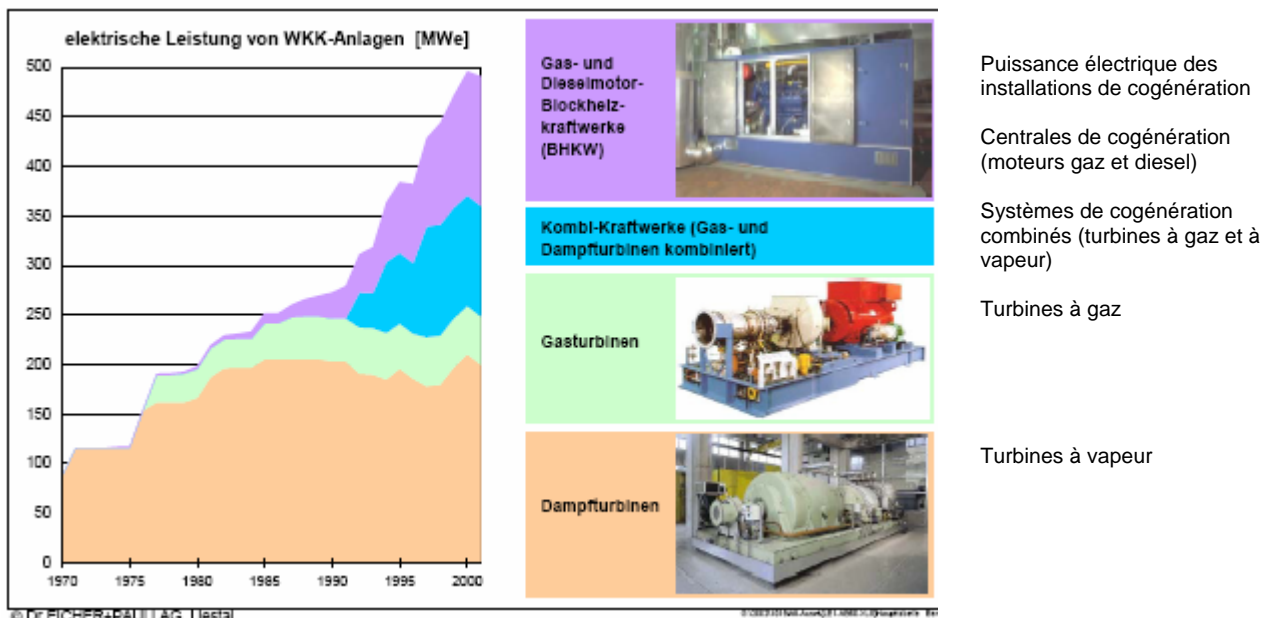 elektrische Leistung von WKK-Anlagen [MWe]
500
450
400
350
300
250
200
150
100
50
0
1970
1975
1980
1985
1990
1995
2000
Gas- und
Dieselmotor-
Blockheiz-
kraftwerke
(BHKW)
Kombi-Kraftwerke (Gas- und
Dampfturbinen kombiniert)
Gasturbinen
Dampfturbinen
Puissance électrique des
installations de cogénération
Centrales de cogénération
(moteurs gaz et diesel)
Systèmes de cogénération
combinés (turbines à gaz et à
vapeur)
Turbines à gaz
Turbines à vapeur
© Dr.EICHER+PAULI AG, Liestal